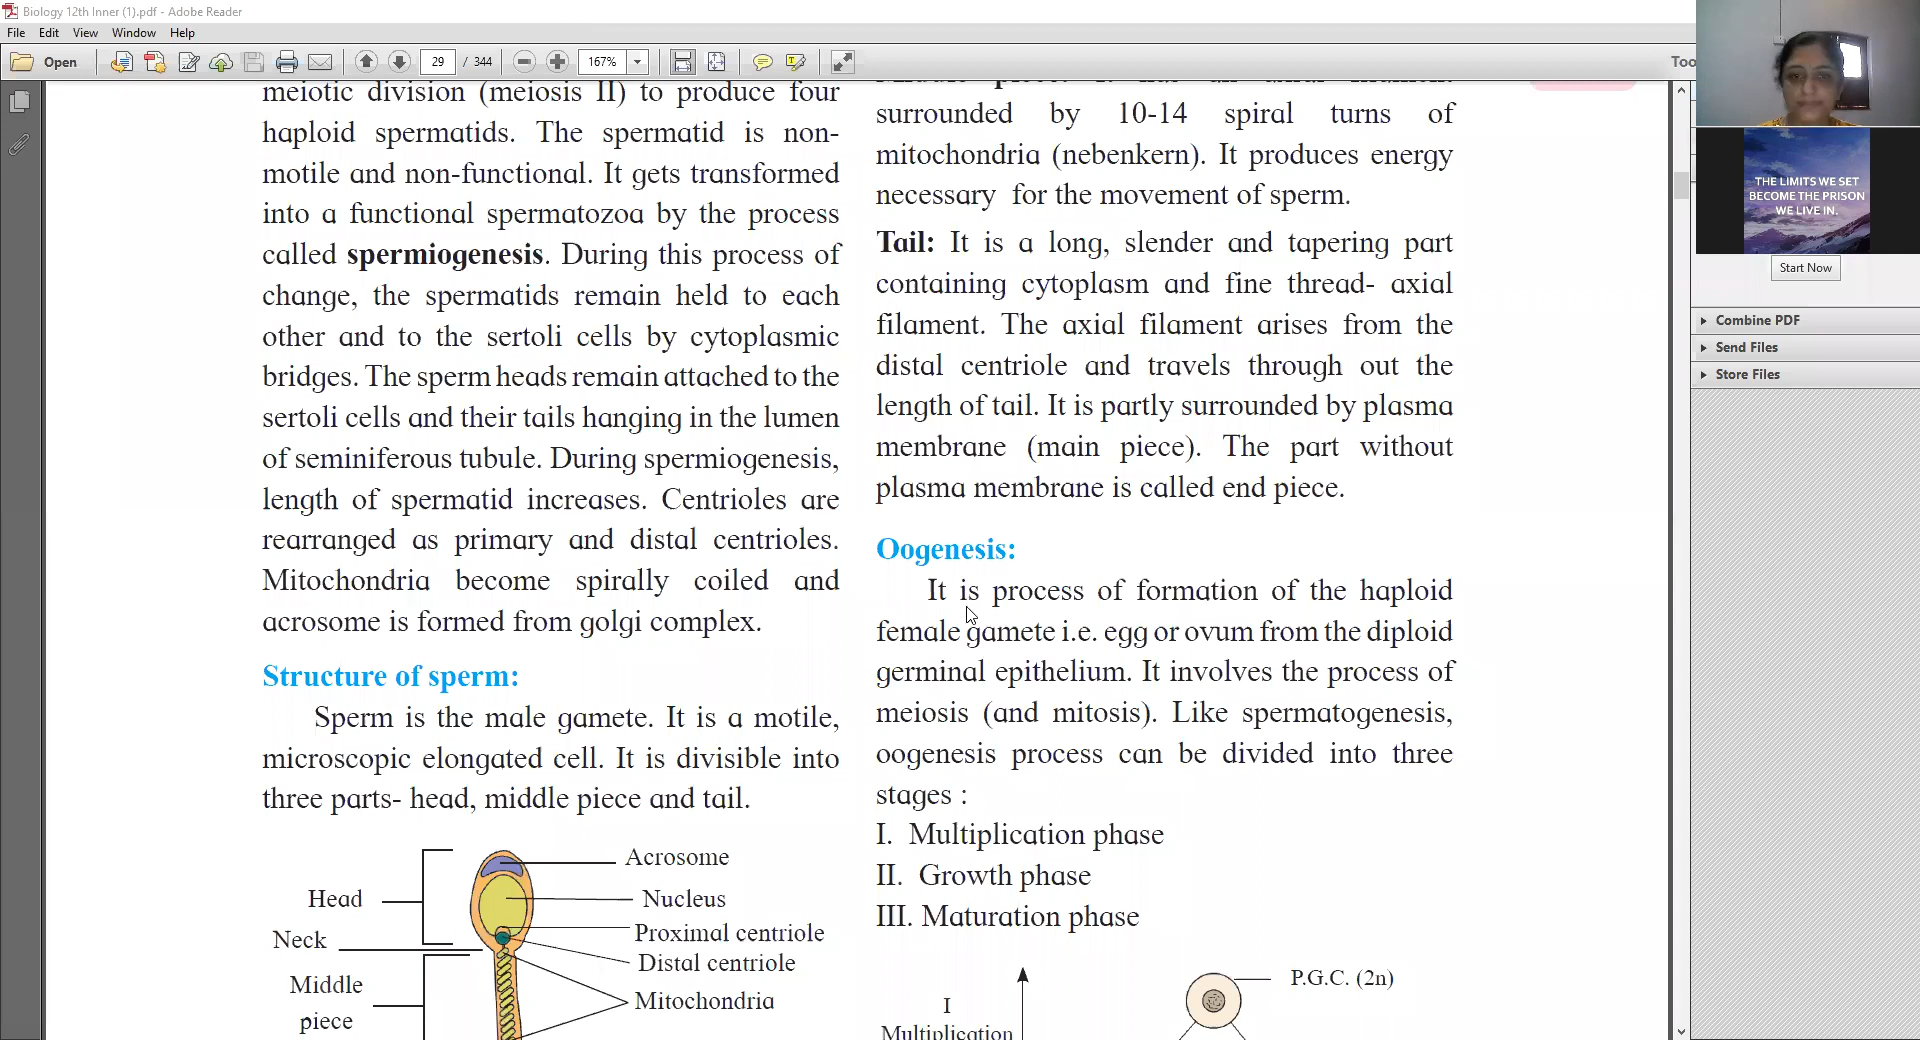 Biology 12th Inner (1).pdf - Adobe Reader
File Edit View Window Help
Open 29 / 344 167% Too
meiotic division (meiosis II) to produce four
haploid spermatids. The spermatid is non-
motile and non-functional. It gets transformed
into a functional spermatozoa by the process
called spermiogenesis. During this process of
change, the spermatids remain held to each
other and to the sertoli cells by cytoplasmic
bridges. The sperm heads remain attached to the
sertoli cells and their tails hanging in the lumen
of seminiferous tubule. During spermiogenesis,
length of spermatid increases. Centrioles are
rearranged as primary and distal centrioles.
Mitochondria become spirally coiled and
acrosome is formed from golgi complex.
Structure of sperm:
Sperm is the male gamete. It is a motile,
microscopic elongated cell. It is divisible into
three parts- head, middle piece and tail.
Acrosome
Head
Nucleus
Proximal centriole
Neck
Distal centriole
Middle
piece
Mitochondria
surrounded by 10-14 spiral turns of
mitochondria (nebenkern). It produces energy
necessary for the movement of sperm.
Tail: It is a long, slender and tapering part
containing cytoplasm and fine thread- axial
filament. The axial filament arises from the
distal centriole and travels through out the
length of tail. It is partly surrounded by plasma
membrane (main piece). The part without
plasma membrane is called end piece.
Oogenesis:
It is process of formation of the haploid
female gamete i.e. egg or ovum from the diploid
germinal epithelium. It involves the process of
meiosis (and mitosis). Like spermatogenesis,
oogenesis process can be divided into three
stages :
I. Multiplication phase
II. Growth phase
III. Maturation phase
I
Multiplication
P.G.C. (2n)
THE LIMITS WE SET
BECOME THE PRISON
WE LIVE IN.
Start Now
Combine PDF
Send Files
Store Files